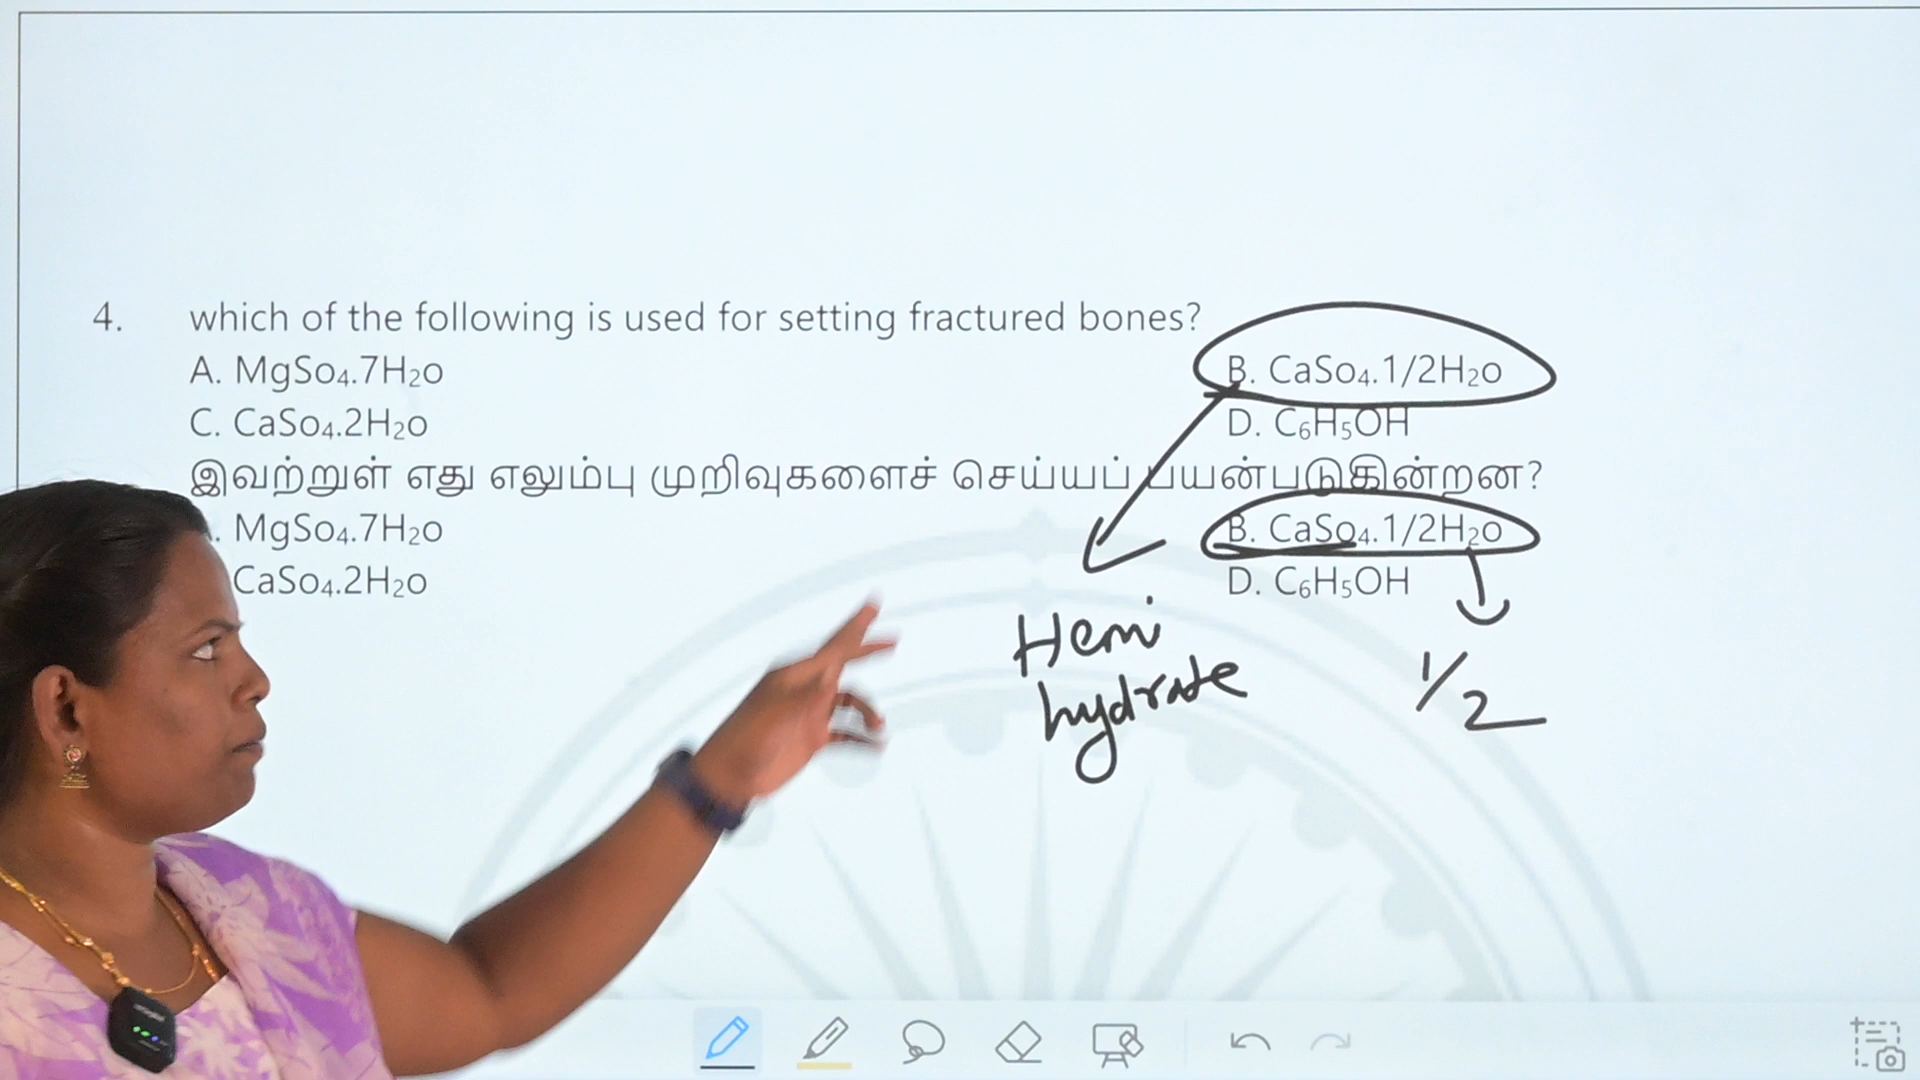 4. which of the following is used for setting fractured bones?
A. MgSo₄.7H₂o B. CaSo₄.1/2H₂o
C. CaSo₄.2H₂o D. C₆H₅OH
இவற்றுள் எது எலும்பு முறிவுகளைச் செய்யப் பயன்படுகின்றன?
. MgSo₄.7H₂o B. CaSo₄.1/2H₂o
CaSo₄.2H₂o D. C₆H₅OH
Hemi
hydrate
1/2